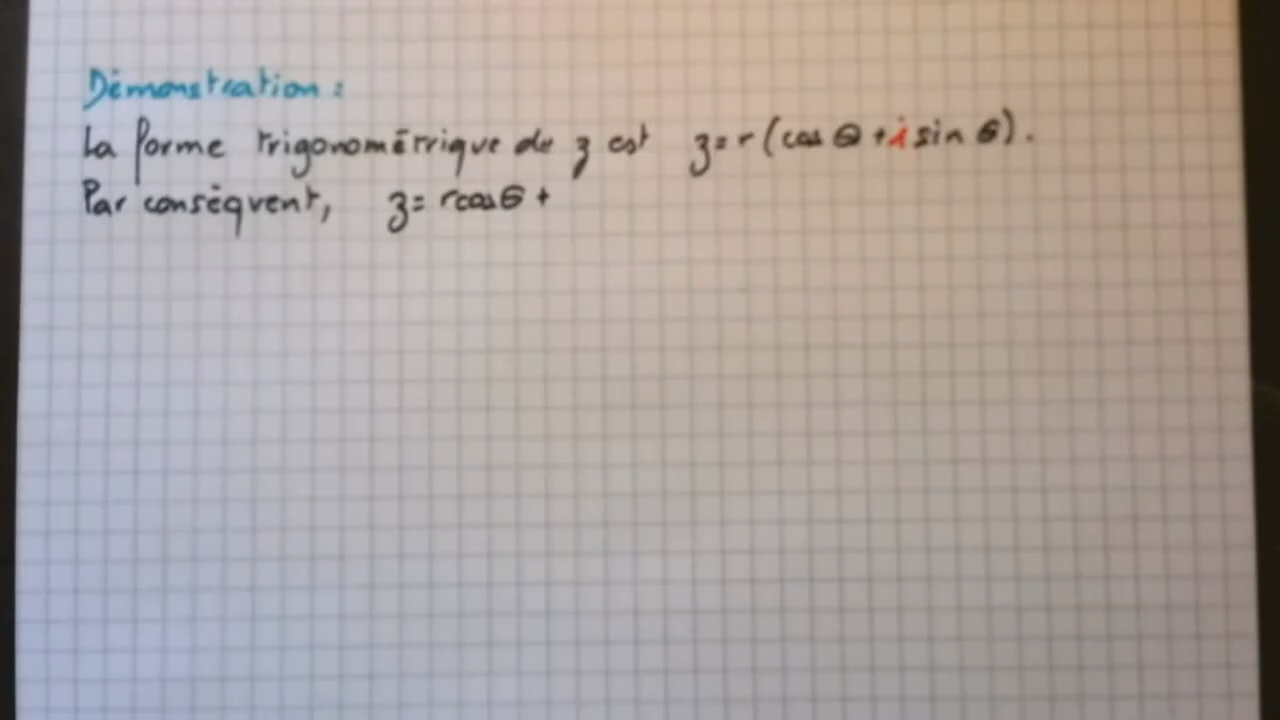 Démonstration :
La forme trigonométrique de z est z = r (cos θ + i sin θ).
Par conséquent, z = r cos θ +